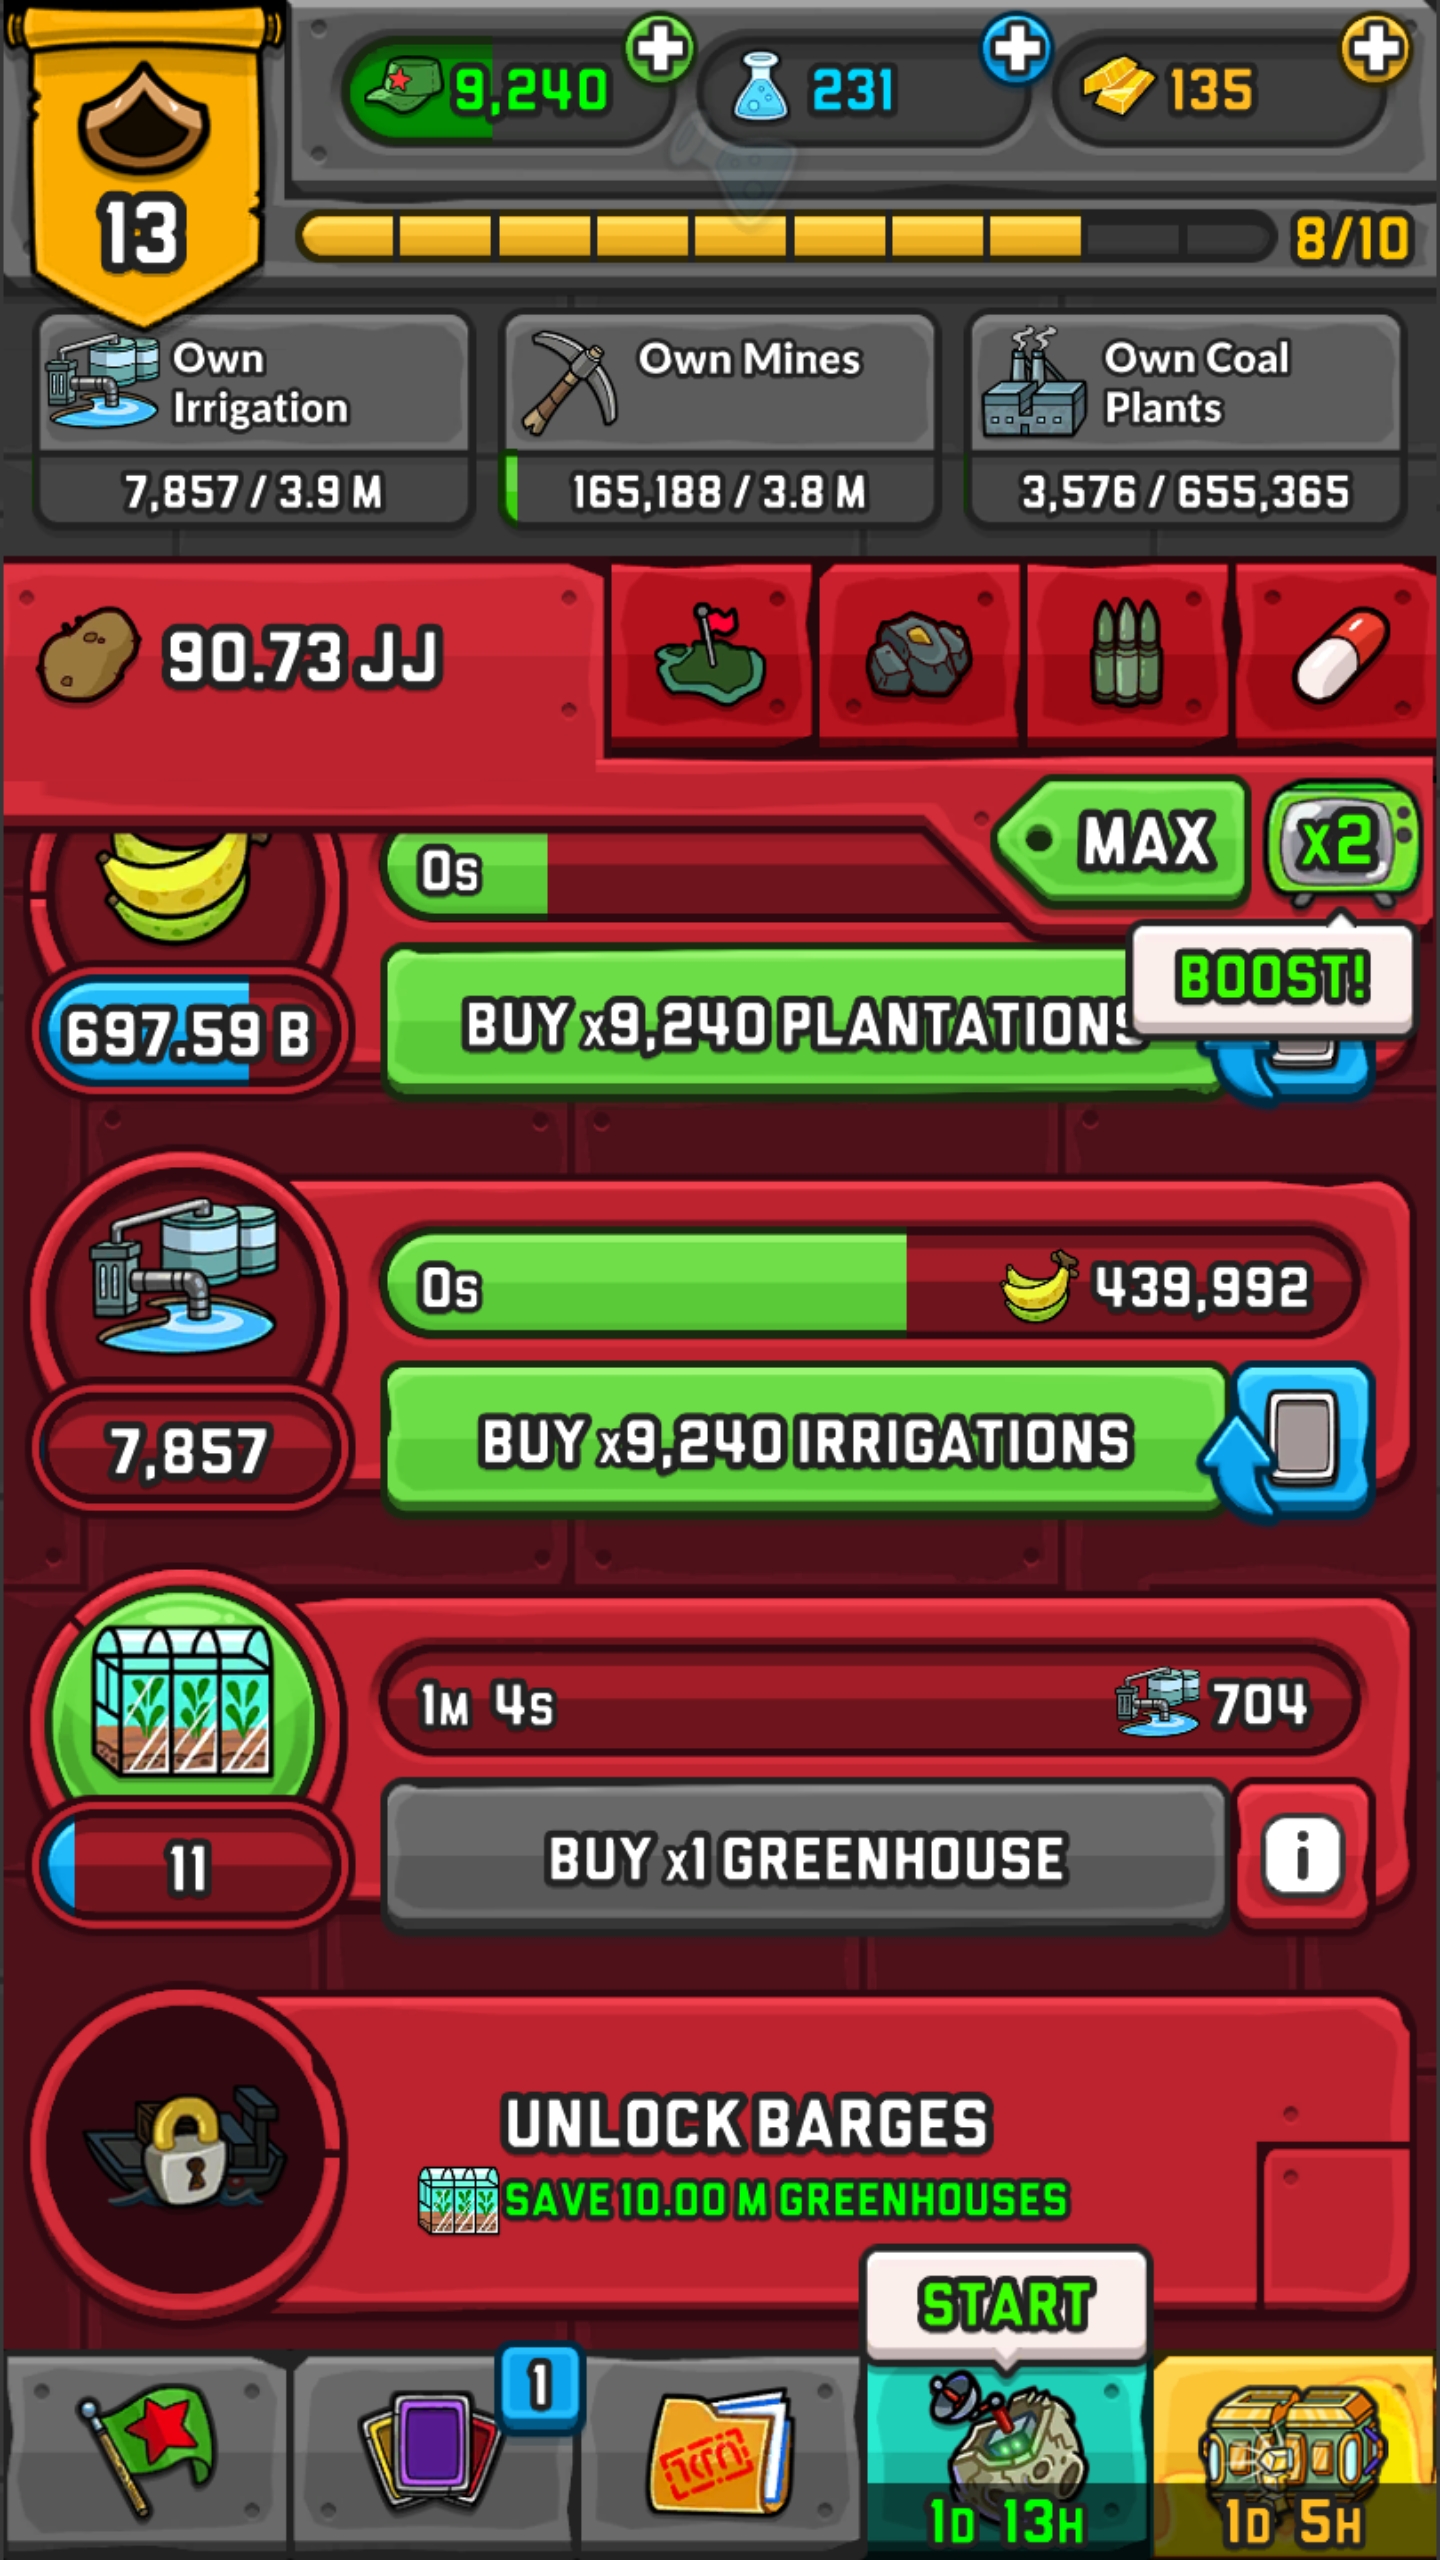 9,240
231
135
13
8/10
Own
Irrigation
7,857 / 3.9 M
Own Mines
165,188 / 3.8 M
Own Coal
Plants
3,576 / 655,365
90.73 JJ
MAX
x2
0s
BOOST!
697.59 B
BUY x9,240 PLANTATIONS
0s
439,992
7,857
BUY x9,240 IRRIGATIONS
1M 4s
704
11
BUY x1 GREENHOUSE
i
UNLOCK BARGES
SAVE 10.00 M GREENHOUSES
START
1
1D 13H
1D 5H